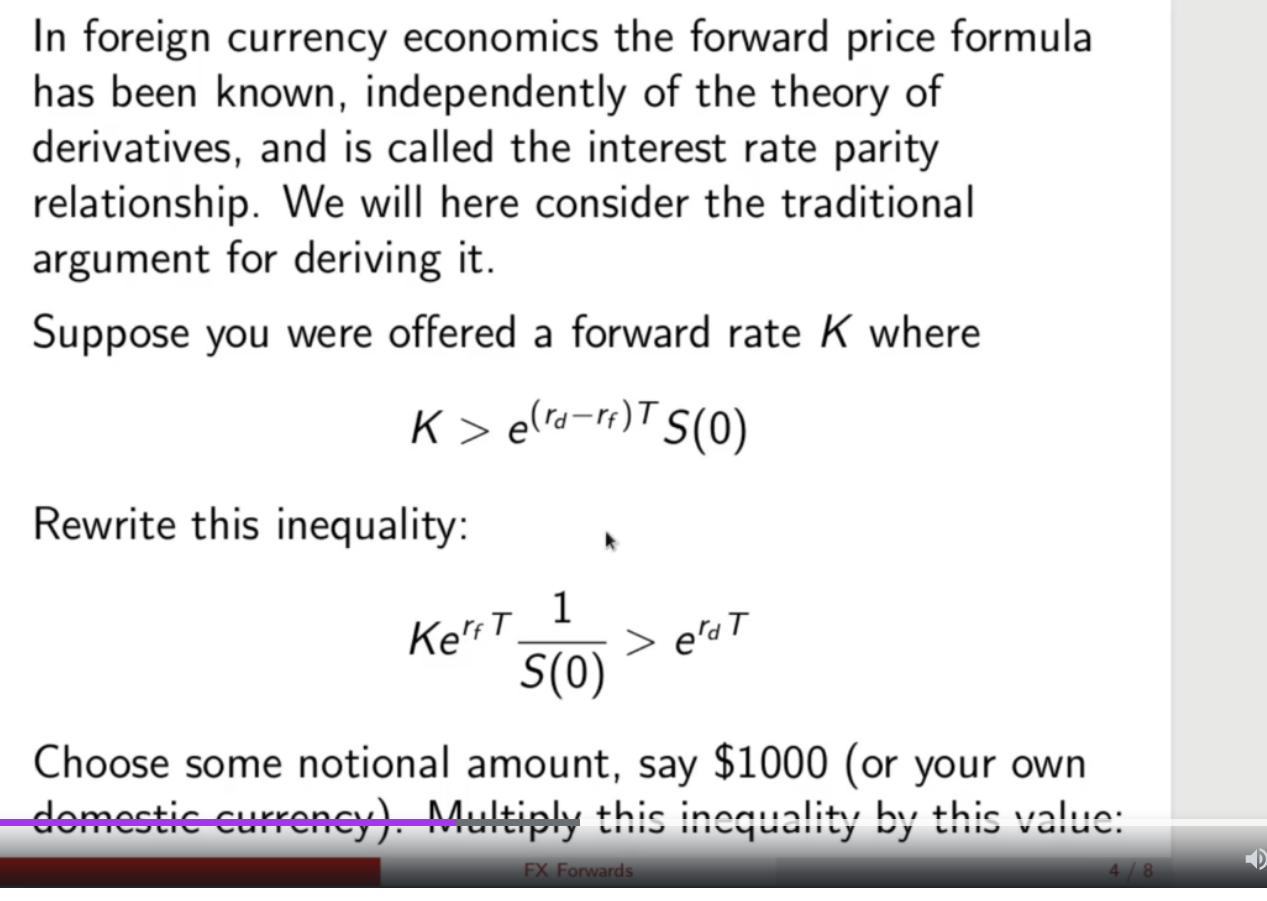 In foreign currency economics the forward price formula
has been known, independently of the theory of
derivatives, and is called the interest rate parity
relationship. We will here consider the traditional
argument for deriving it.
Suppose you were offered a forward rate K where
K > e^{(r_d−r_f)T} S(0)
Rewrite this inequality:
Ke^{r_f T} \frac{1}{S(0)} > e^{r_d T}
Choose some notional amount, say $1000 (or your own
domestic currency). Multiply this inequality by this value:
FX Forwards 4 / 8